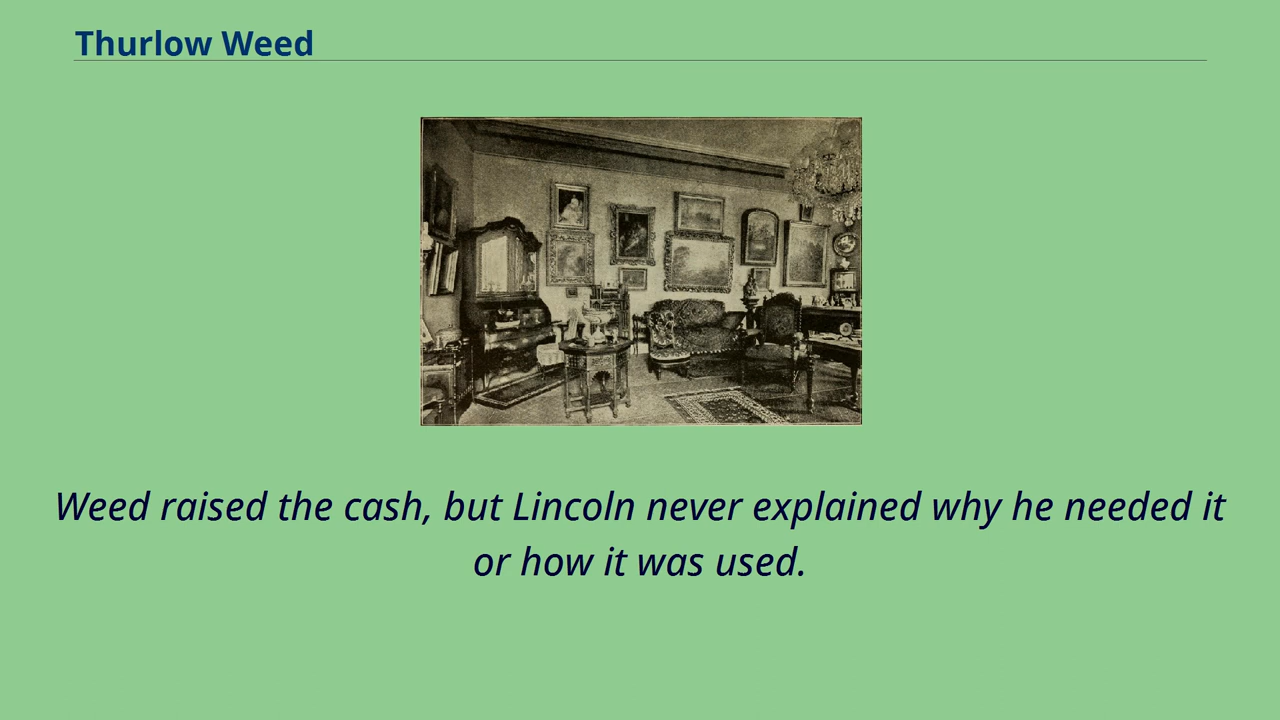 Thurlow Weed
Weed raised the cash, but Lincoln never explained why he needed it
or how it was used.